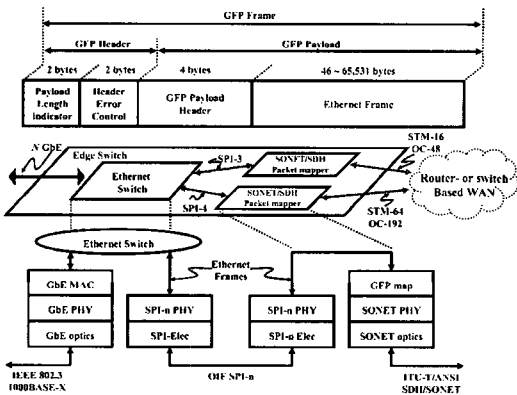 GFP Frame
GFP Header
GFP Payload
2 bytes
2 bytes
4 bytes
46 ~ 65,531 bytes
Payload Length Indicator
Header Error Control
GFP Payload Header
Ethernet Frame
N GbE
Edge Switch
Ethernet Switch
SPI-3
SPI-4
SONET/SDH Packet mapper
SONET/SDH Packet mapper
STM-16 OC-48
STM-64 OC-192
Router- or switch Based WAN
Ethernet Switch
Ethernet Frames
GbE MAC
GbE PHY
GbE optics
SPI-n PHY
SPI-Elec
SPI-n PHY
SPI-n Elec
GFP map
SONET PHY
SONET optics
IEEE 802.3 1000BASE-X
OIF SPI-n
ITU-T/ANSI SDH/SONET